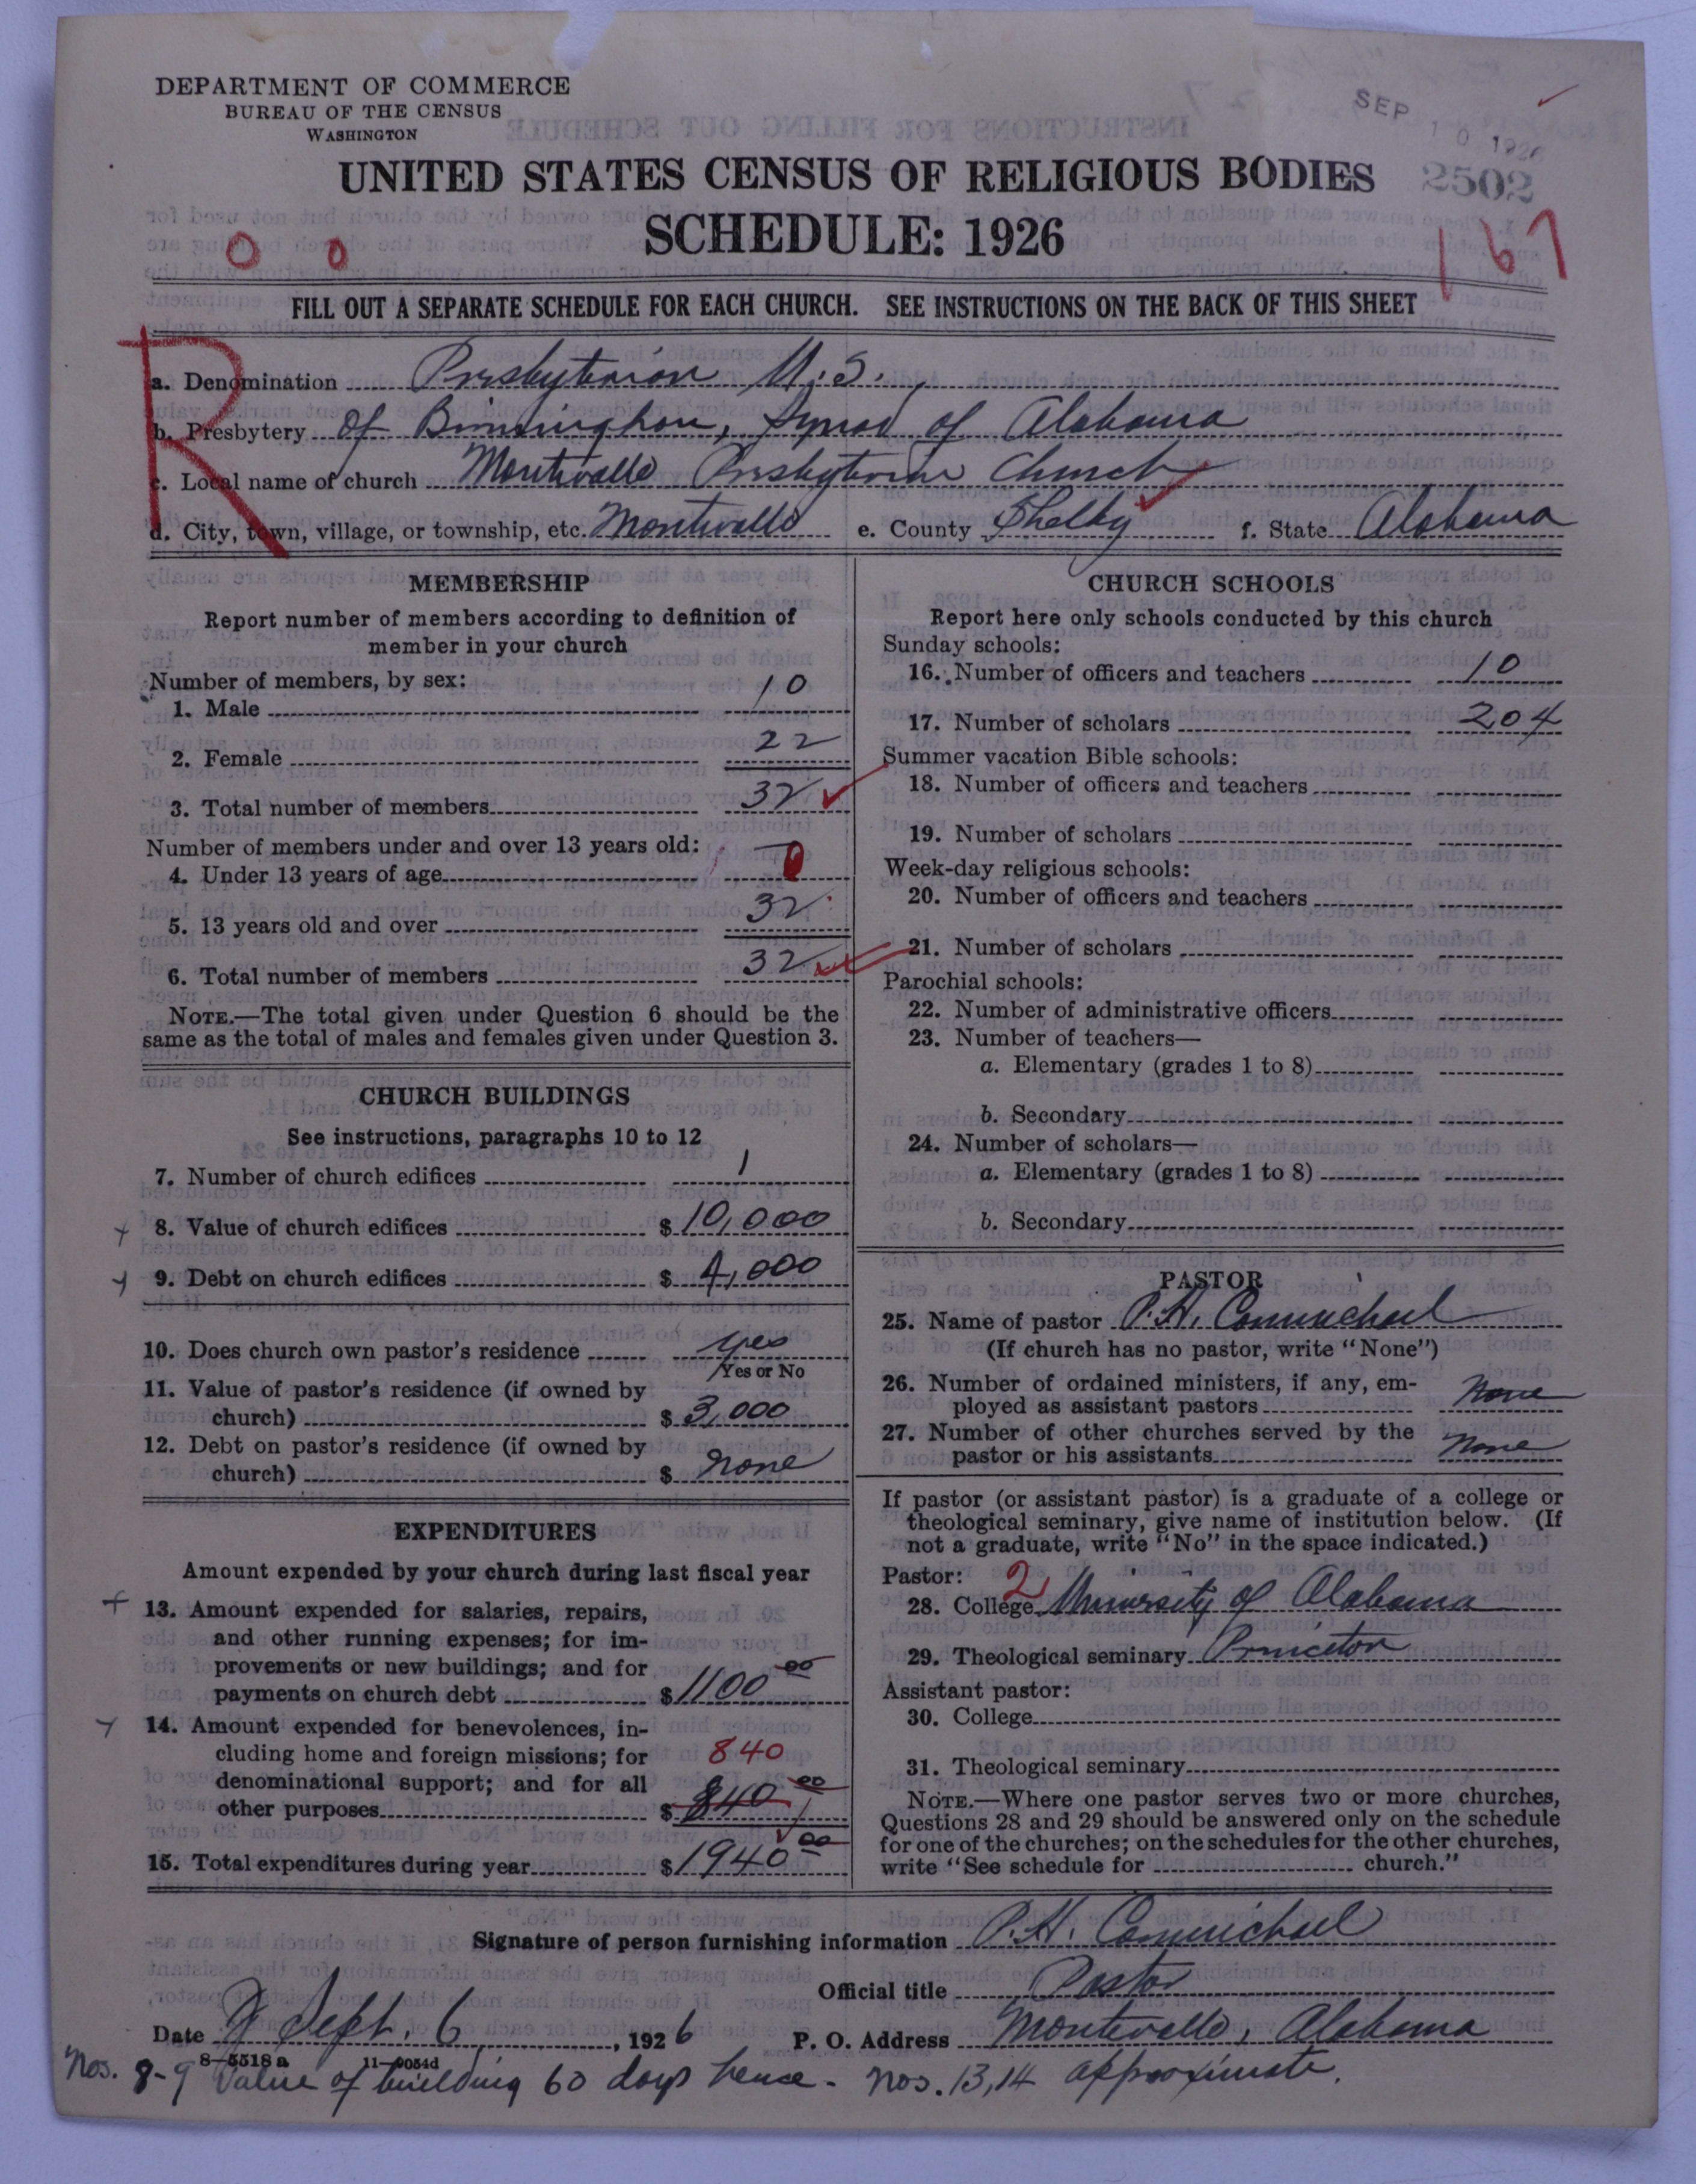 DEPARTMENT OF COMMERCE
BUREAU OF THE CENSUS
WASHINGTON
SEP 10 1926
2502
UNITED STATES CENSUS OF RELIGIOUS BODIES
SCHEDULE: 1926
0 0
167
FILL OUT A SEPARATE SCHEDULE FOR EACH CHURCH. SEE INSTRUCTIONS ON THE BACK OF THIS SHEET
R
a. Denomination Presbyterian U.S.
b. Presbytery of Birmingham, Synod of Alabama
c. Local name of church Montevallo Presbyterian Church
d. City, town, village, or township, etc. Montevallo e. County Shelby f. State Alabama
MEMBERSHIP
Report number of members according to definition of
member in your church
Number of members, by sex:
1. Male 10
2. Female 22
3. Total number of members 32
Number of members under and over 13 years old:
4. Under 13 years of age 0
5. 13 years old and over 32
6. Total number of members 32
NOTE.—The total given under Question 6 should be the
same as the total of males and females given under Question 3.
CHURCH BUILDINGS
See instructions, paragraphs 10 to 12
7. Number of church edifices 1
8. Value of church edifices $ 10,000
9. Debt on church edifices $ 4,000
10. Does church own pastor's residence yes
Yes or No
11. Value of pastor's residence (if owned by
church) $ 3,000
12. Debt on pastor's residence (if owned by
church) $ none
EXPENDITURES
Amount expended by your church during last fiscal year
13. Amount expended for salaries, repairs,
and other running expenses; for im-
provements or new buildings; and for
payments on church debt $ 1100 00
14. Amount expended for benevolences, in-
cluding home and foreign missions; for 840
denominational support; and for all
other purposes $ 840 00
15. Total expenditures during year $ 1940 00
CHURCH SCHOOLS
Report here only schools conducted by this church
Sunday schools:
16. Number of officers and teachers 10
17. Number of scholars 204
Summer vacation Bible schools:
18. Number of officers and teachers
19. Number of scholars
Week-day religious schools:
20. Number of officers and teachers
21. Number of scholars
Parochial schools:
22. Number of administrative officers
23. Number of teachers—
a. Elementary (grades 1 to 8)
b. Secondary
24. Number of scholars—
a. Elementary (grades 1 to 8)
b. Secondary
PASTOR
25. Name of pastor P.H. Carmichael
(If church has no pastor, write "None")
26. Number of ordained ministers, if any, em-
ployed as assistant pastors None
27. Number of other churches served by the
pastor or his assistants None
If pastor (or assistant pastor) is a graduate of a college or
theological seminary, give name of institution below. (If
not a graduate, write "No" in the space indicated.)
Pastor: 2
28. College University of Alabama
29. Theological seminary Princeton
Assistant pastor:
30. College
31. Theological seminary
NOTE.—Where one pastor serves two or more churches,
Questions 28 and 29 should be answered only on the schedule
for one of the churches; on the schedules for the other churches,
write "See schedule for church."
Signature of person furnishing information P.H. Carmichael
Official title Pastor
Date Sept. 6, 1926 P. O. Address Montevallo, Alabama
8—5518a 11—9054d
Nos. 8-9 Value of building 60 days hence - Nos. 13,14 approximate.